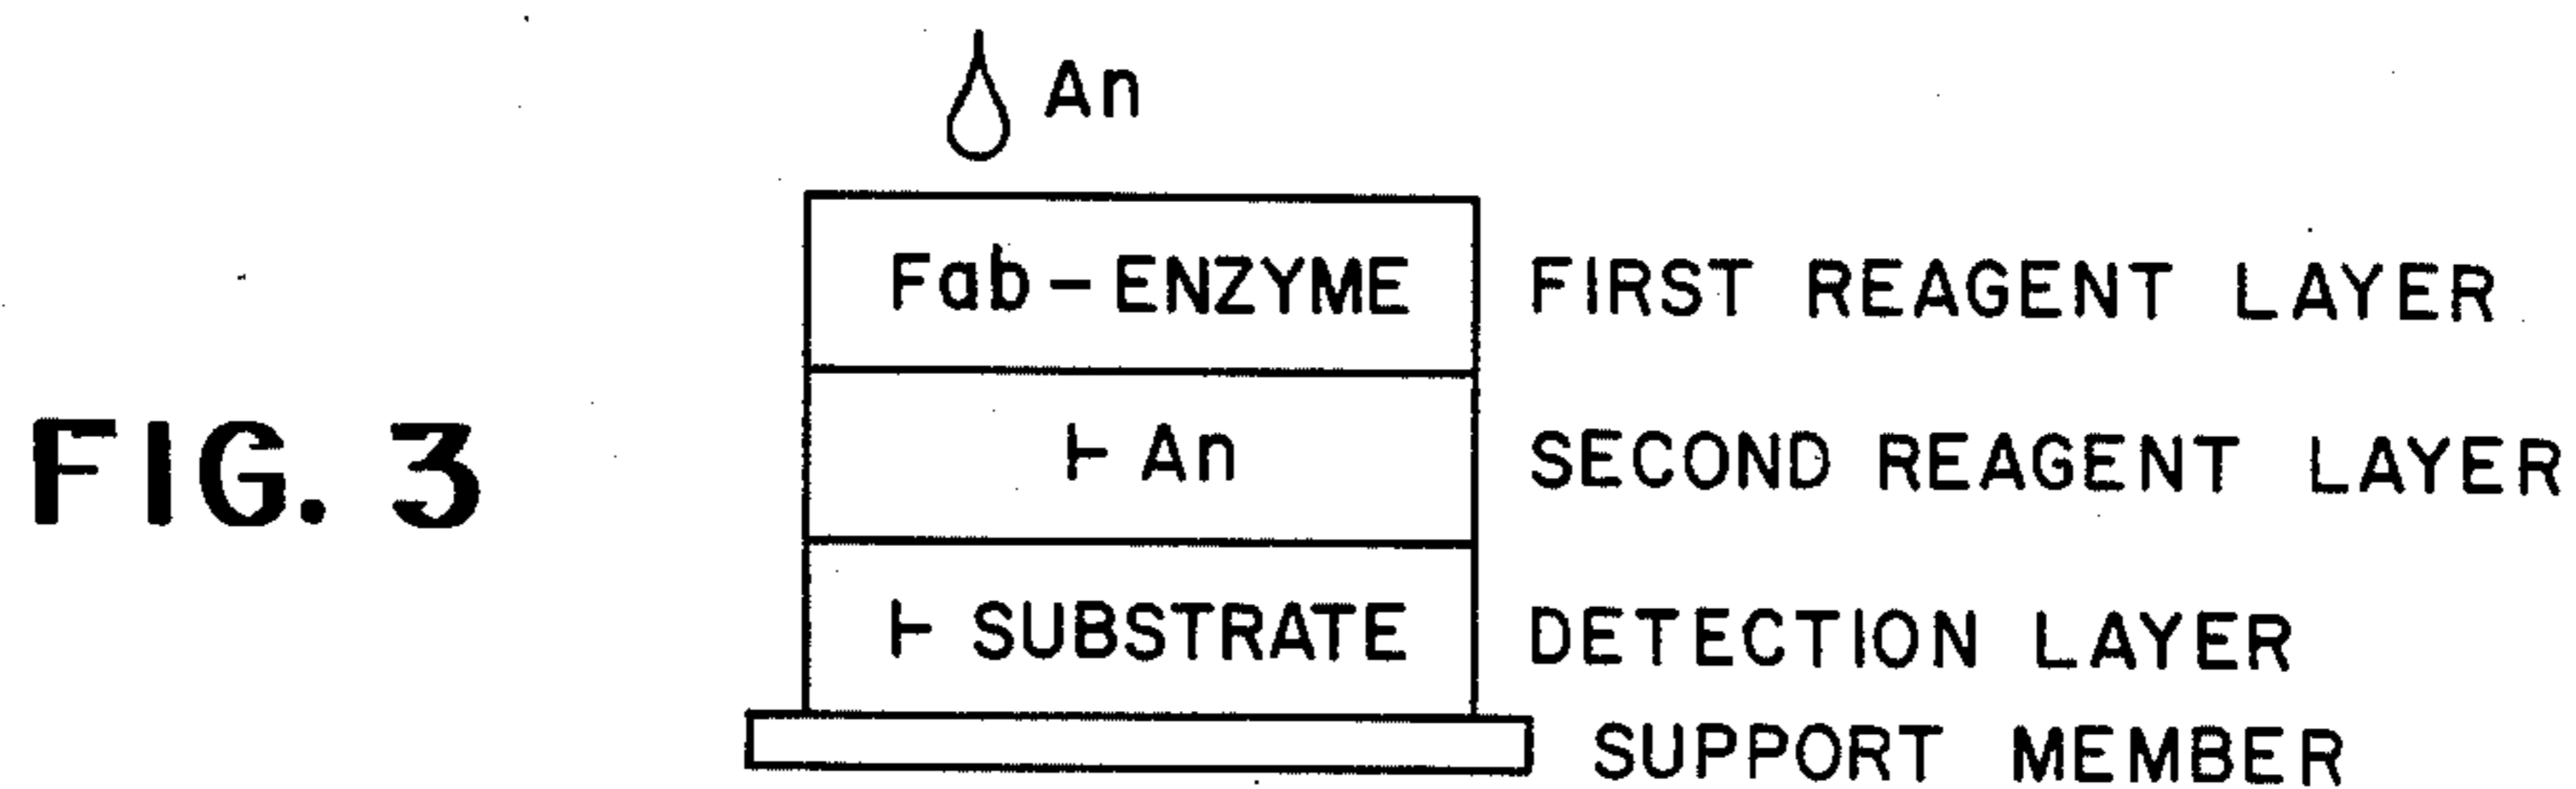 An
Fab – ENZYME FIRST REAGENT LAYER
FIG. 3
⊢ An SECOND REAGENT LAYER
⊢ SUBSTRATE DETECTION LAYER
SUPPORT MEMBER